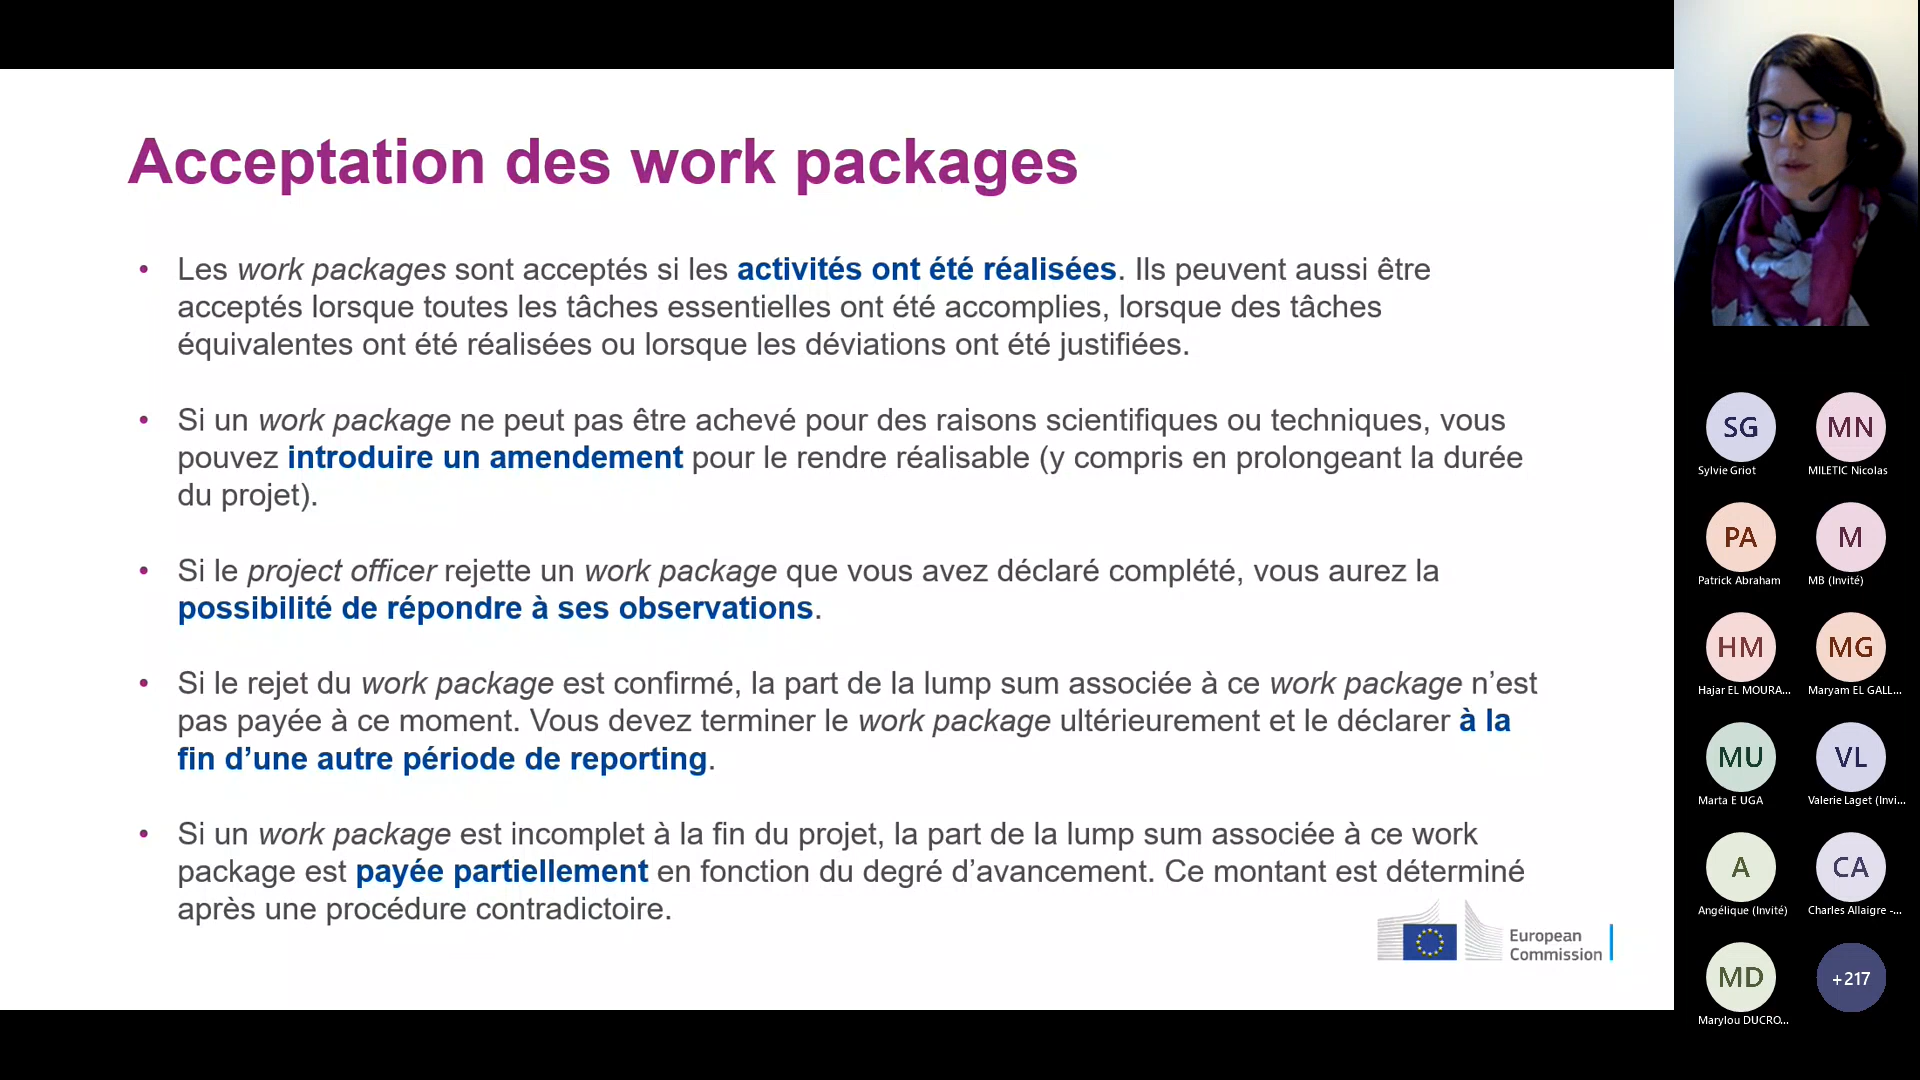 Acceptation des work packages
• Les work packages sont acceptés si les activités ont été réalisées. Ils peuvent aussi être
acceptés lorsque toutes les tâches essentielles ont été accomplies, lorsque des tâches
équivalentes ont été réalisées ou lorsque les déviations ont été justifiées.
• Si un work package ne peut pas être achevé pour des raisons scientifiques ou techniques, vous
pouvez introduire un amendement pour le rendre réalisable (y compris en prolongeant la durée
du projet).
• Si le project officer rejette un work package que vous avez déclaré complété, vous aurez la
possibilité de répondre à ses observations.
• Si le rejet du work package est confirmé, la part de la lump sum associée à ce work package n’est
pas payée à ce moment. Vous devez terminer le work package ultérieurement et le déclarer à la
fin d’une autre période de reporting.
• Si un work package est incomplet à la fin du projet, la part de la lump sum associée à ce work
package est payée partiellement en fonction du degré d’avancement. Ce montant est déterminé
après une procédure contradictoire.
European
Commission
SG
Sylvie Griot
MN
MILETIC Nicolas
PA
Patrick Abraham
M
MB (Invité)
HM
Hajar EL MOURA...
MG
Maryam EL GALL...
MU
Marta E UGA
VL
Valerie Laget (Invi...
A
Angélique (Invité)
CA
Charles Allaigre -...
MD
Marylou DUCRO...
+217